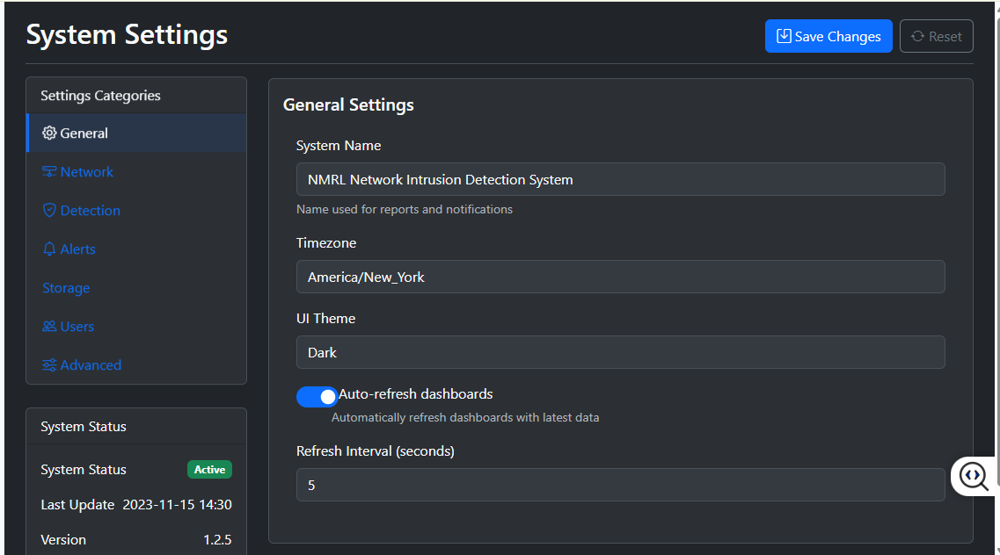 System Settings
Save Changes
Reset
Settings Categories
General
Network
Detection
Alerts
Storage
Users
Advanced
System Status
System Status Active
Last Update 2023-11-15 14:30
Version 1.2.5
General Settings
System Name
NMRL Network Intrusion Detection System
Name used for reports and notifications
Timezone
America/New_York
UI Theme
Dark
Auto-refresh dashboards
Automatically refresh dashboards with latest data
Refresh Interval (seconds)
5